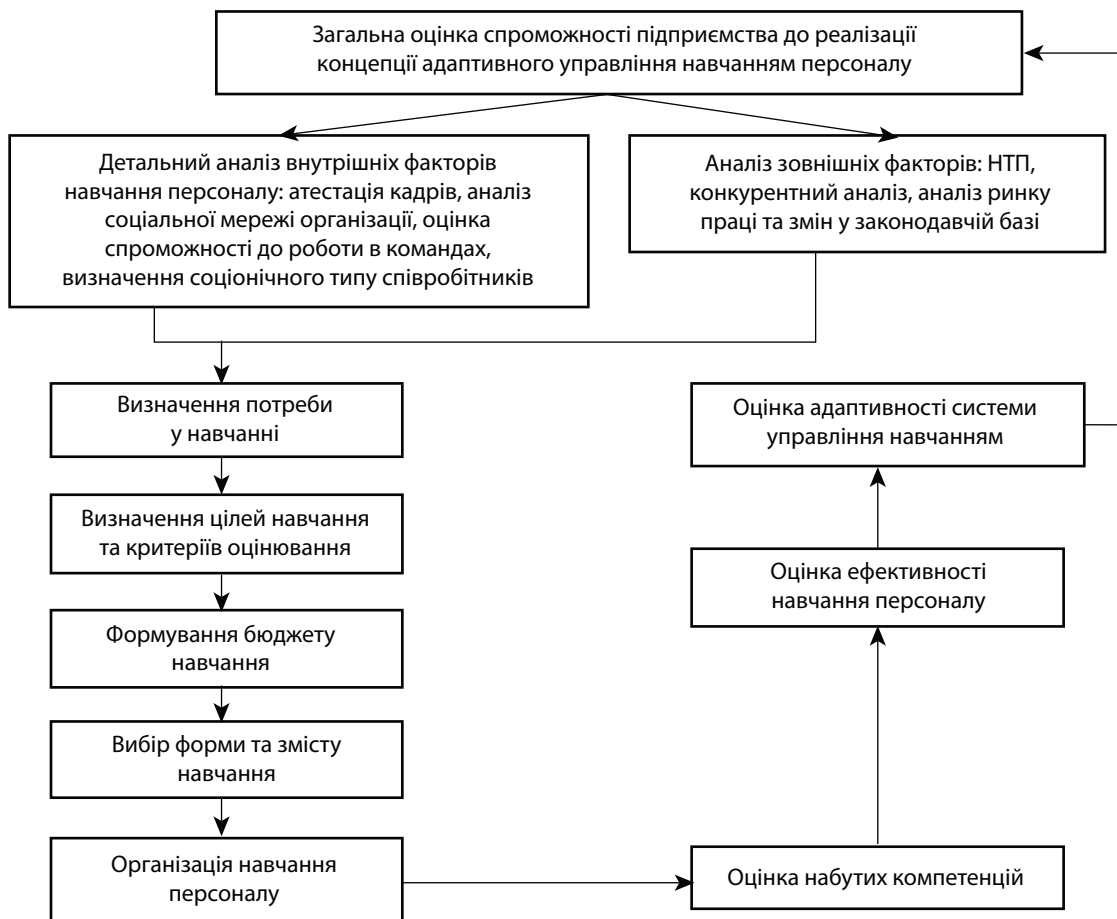 Загальна оцінка спроможності підприємства до реалізації
концепції адаптивного управління навчанням персоналу
Детальний аналіз внутрішніх факторів
навчання персоналу: атестація кадрів, аналіз
соціальної мережі організації, оцінка
спроможності до роботи в командах,
визначення соціонічного типу співробітників
Аналіз зовнішніх факторів: НТП,
конкурентний аналіз, аналіз ринку
праці та змін у законодавчій базі
Визначення потреби
у навчанні
Визначення цілей навчання
та критеріїв оцінювання
Формування бюджету
навчання
Вибір форми та змісту
навчання
Організація навчання
персоналу
Оцінка набутих компетенцій
Оцінка ефективності
навчання персоналу
Оцінка адаптивності системи
управління навчанням